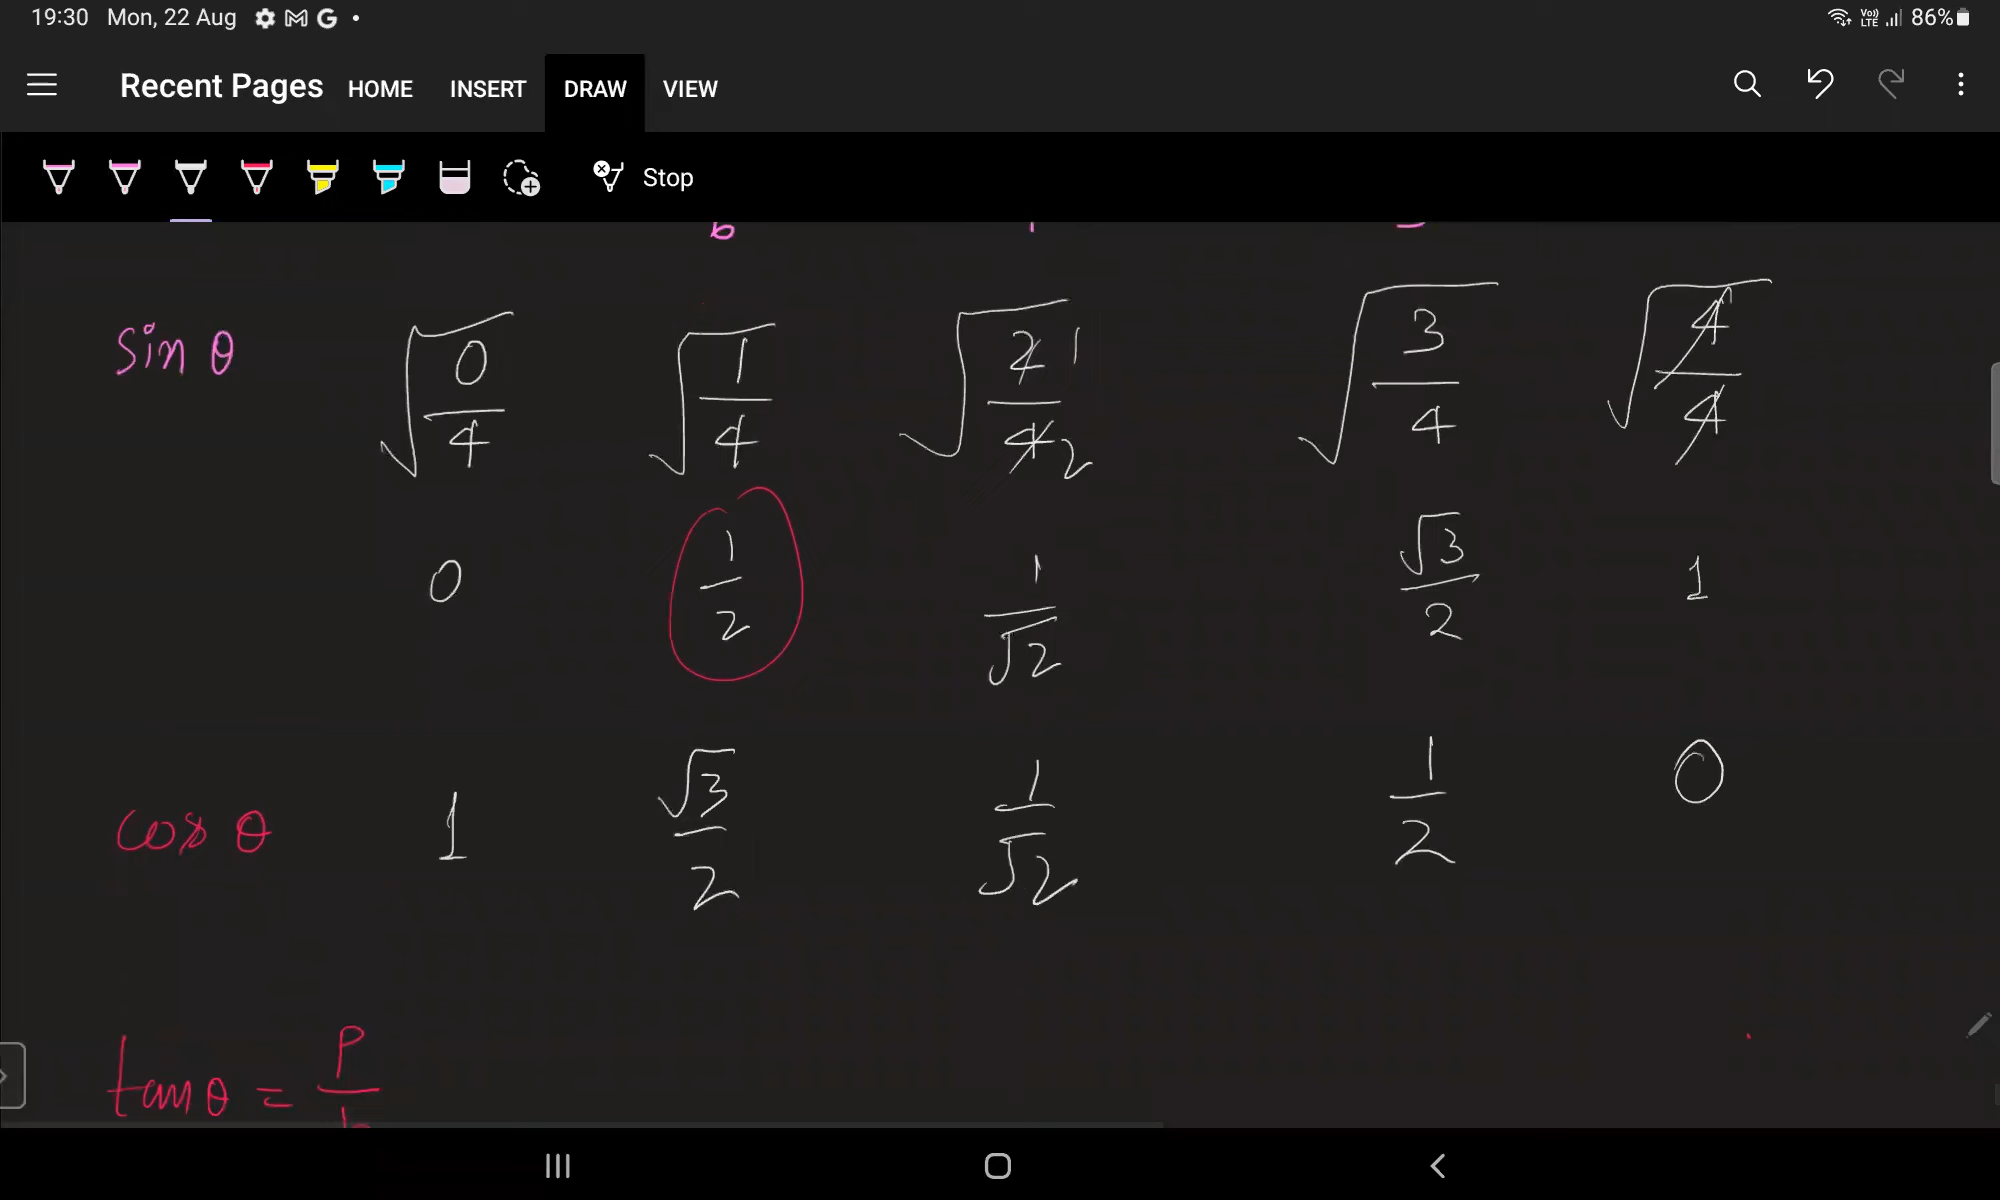 19:30 Mon, 22 Aug G 86%
Recent Pages HOME INSERT DRAW VIEW
Stop
sin θ √(0/4) √(1/4) √(2/4) 1 2 √(3/4) √(4/4)
0 1/2 1/√2 √3/2 1
cos θ 1 √3/2 1/√2 1/2 0
tan θ = P/b